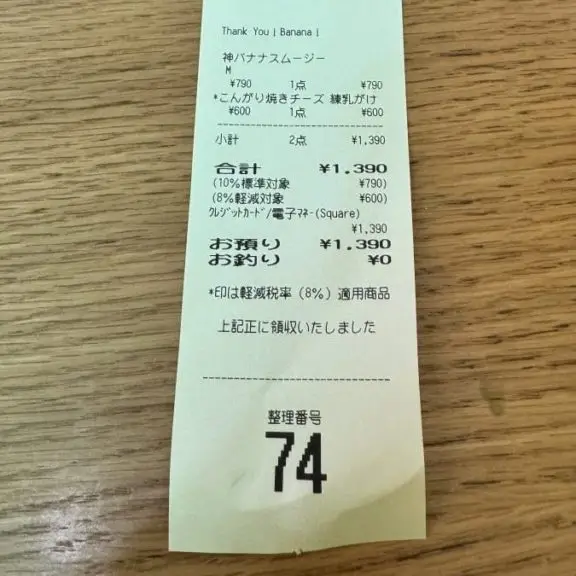 Thank You¡Banana¡
神バナナスムージー
M
¥790 1点 ¥790
*こんがり焼きチーズ 練乳がけ
¥600 1点 ¥600
小計 2点 ¥1,390
合計 ¥1,390
(10%標準対象 ¥790)
(8%軽減対象 ¥600)
クレジットカード/電子マネー(Square)
¥1,390
お預り ¥1,390
お釣り ¥0
*印は軽減税率(8%)適用商品
上記正に領収いたしました
整理番号
74